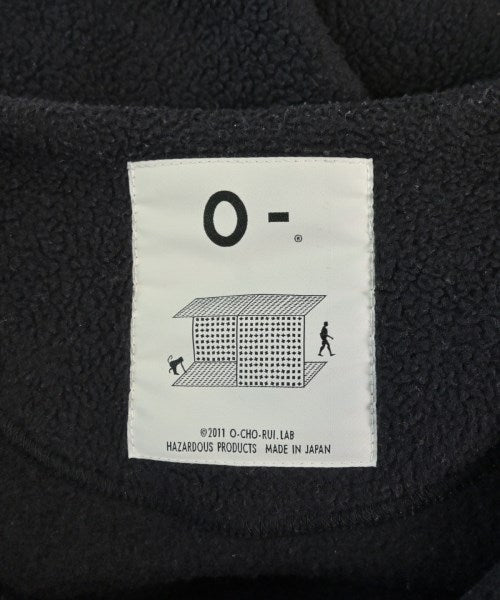 O-®
©2011 O-CHO-RUI.LAB
HAZARDOUS PRODUCTS MADE IN JAPAN